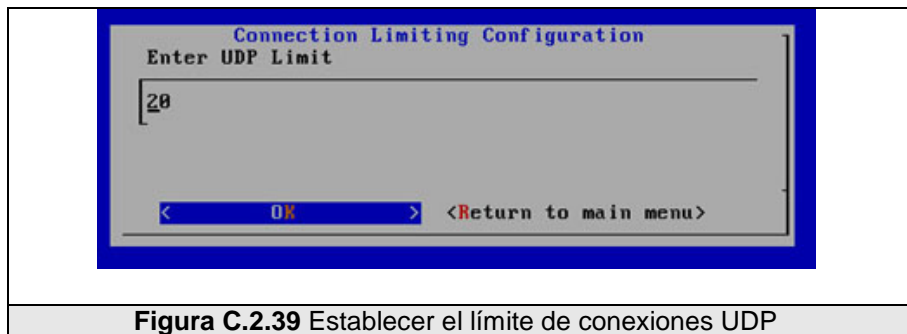 Connection Limiting Configuration
Enter UDP Limit
20
< OK > <Return to main menu>
Figura C.2.39 Establecer el límite de conexiones UDP